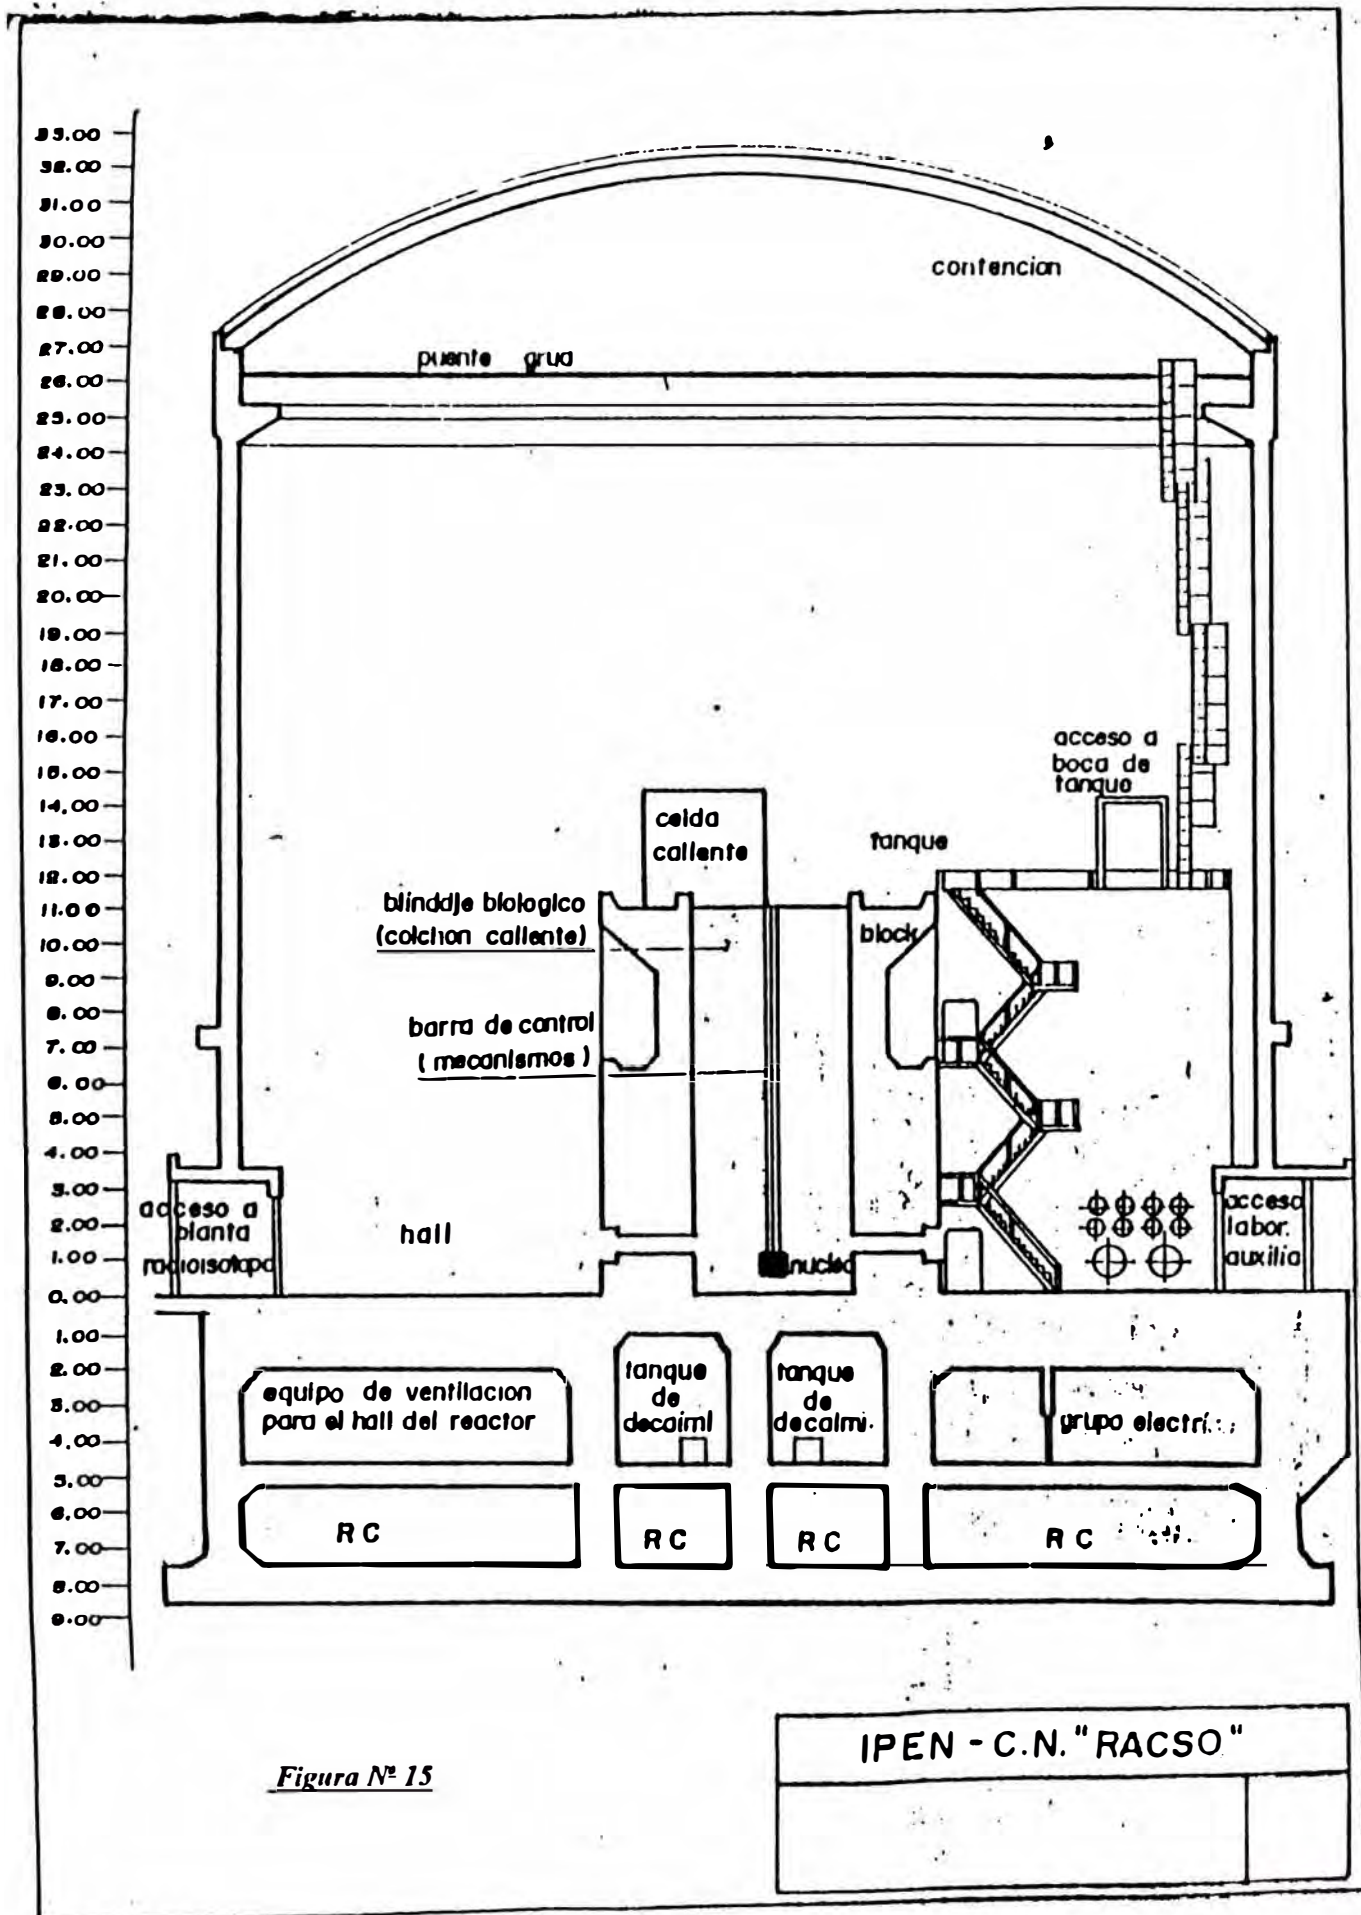 33.00
32.00
31.00
30.00
29.00
28.00
27.00
26.00
25.00
24.00
23.00
22.00
21.00
20.00
19.00
18.00
17.00
16.00
15.00
14.00
13.00
12.00
11.00
10.00
9.00
8.00
7.00
6.00
5.00
4.00
3.00
2.00
1.00
0.00
1.00
2.00
3.00
4.00
5.00
6.00
7.00
8.00
9.00
contencion
puente grua
acceso a
boca de
tanque
celda
caliente
tanque
blindaje biologico
(colchon caliente)
block
barra de control
(mecanismos)
acceso a
planta
radioisotopo
hall
nucleo
acceso
labor.
auxilia
equipo de ventilacion
para el hall del reactor
tanque
de
decaimi
tanque
de
decaimi.
grupo electri
RC
RC
RC
RC
IPEN - C.N. "RACSO"
Figura Nº 15